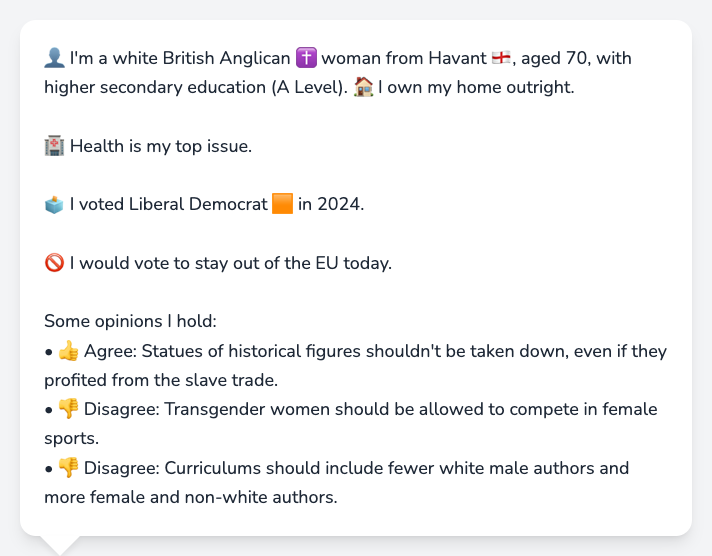 👤 I'm a white British Anglican ✝️ woman from Havant 🏴󠁧󠁢󠁥󠁮󠁧󠁿, aged 70, with
higher secondary education (A Level). 🏠 I own my home outright.
🏥 Health is my top issue.
🗳️ I voted Liberal Democrat 🟧 in 2024.
🚫 I would vote to stay out of the EU today.
Some opinions I hold:
• 👍 Agree: Statues of historical figures shouldn't be taken down, even if they
profited from the slave trade.
• 👎 Disagree: Transgender women should be allowed to compete in female
sports.
• 👎 Disagree: Curriculums should include fewer white male authors and
more female and non-white authors.